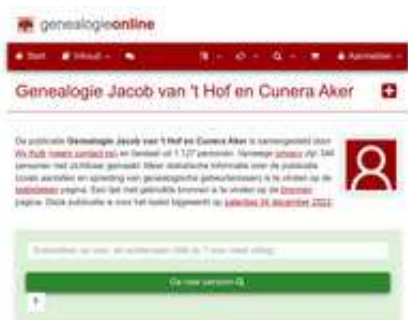 genealogieonline
Start Inhoud Aanmelden
Genealogie Jacob van 't Hof en Cunera Aker
De publicatie Genealogie Jacob van 't Hof en Cunera Aker is samengesteld door
(neem contact op) en bestaat uit 1.127 personen. Vanwege privacy zijn
personen niet zichtbaar gemaakt. Meer statistische informatie over de publicatie
(zoals aantallen en spreiding van genealogische gebeurtenissen) is te vinden op de
statistieken pagina. Een lijst met gebruikte bronnen is te vinden op de bronnen
pagina. Deze publicatie is voor het laatst bijgewerkt op zaterdag december 2022.
Ga naar persoon